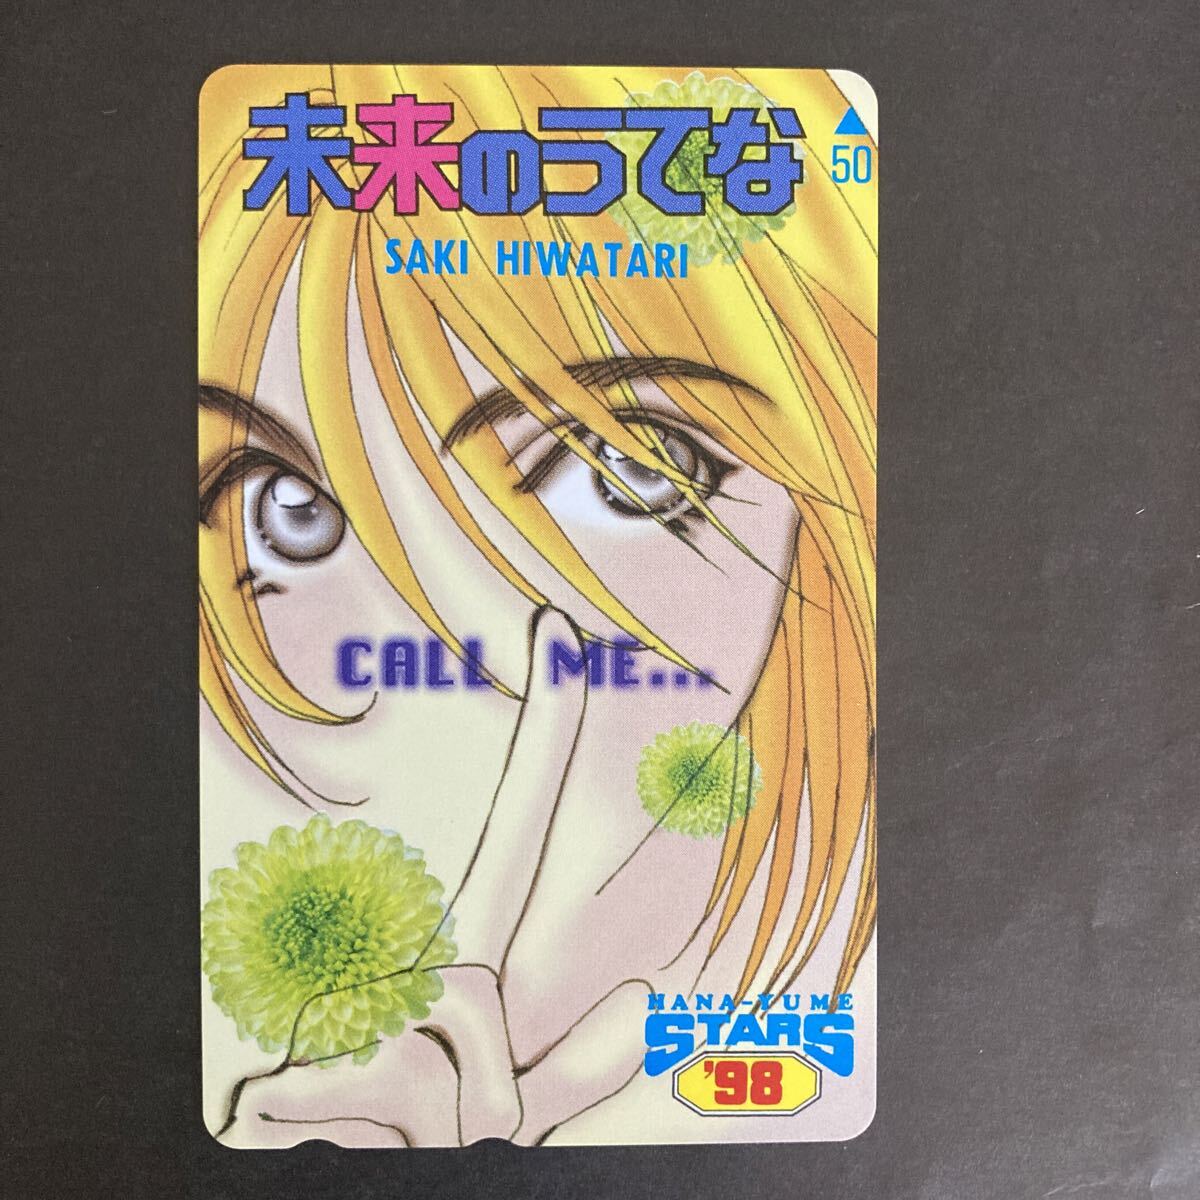 未来のうてな
50
SAKI HIWATARI
CALL ME...
HANA-YUME
STARS
'98